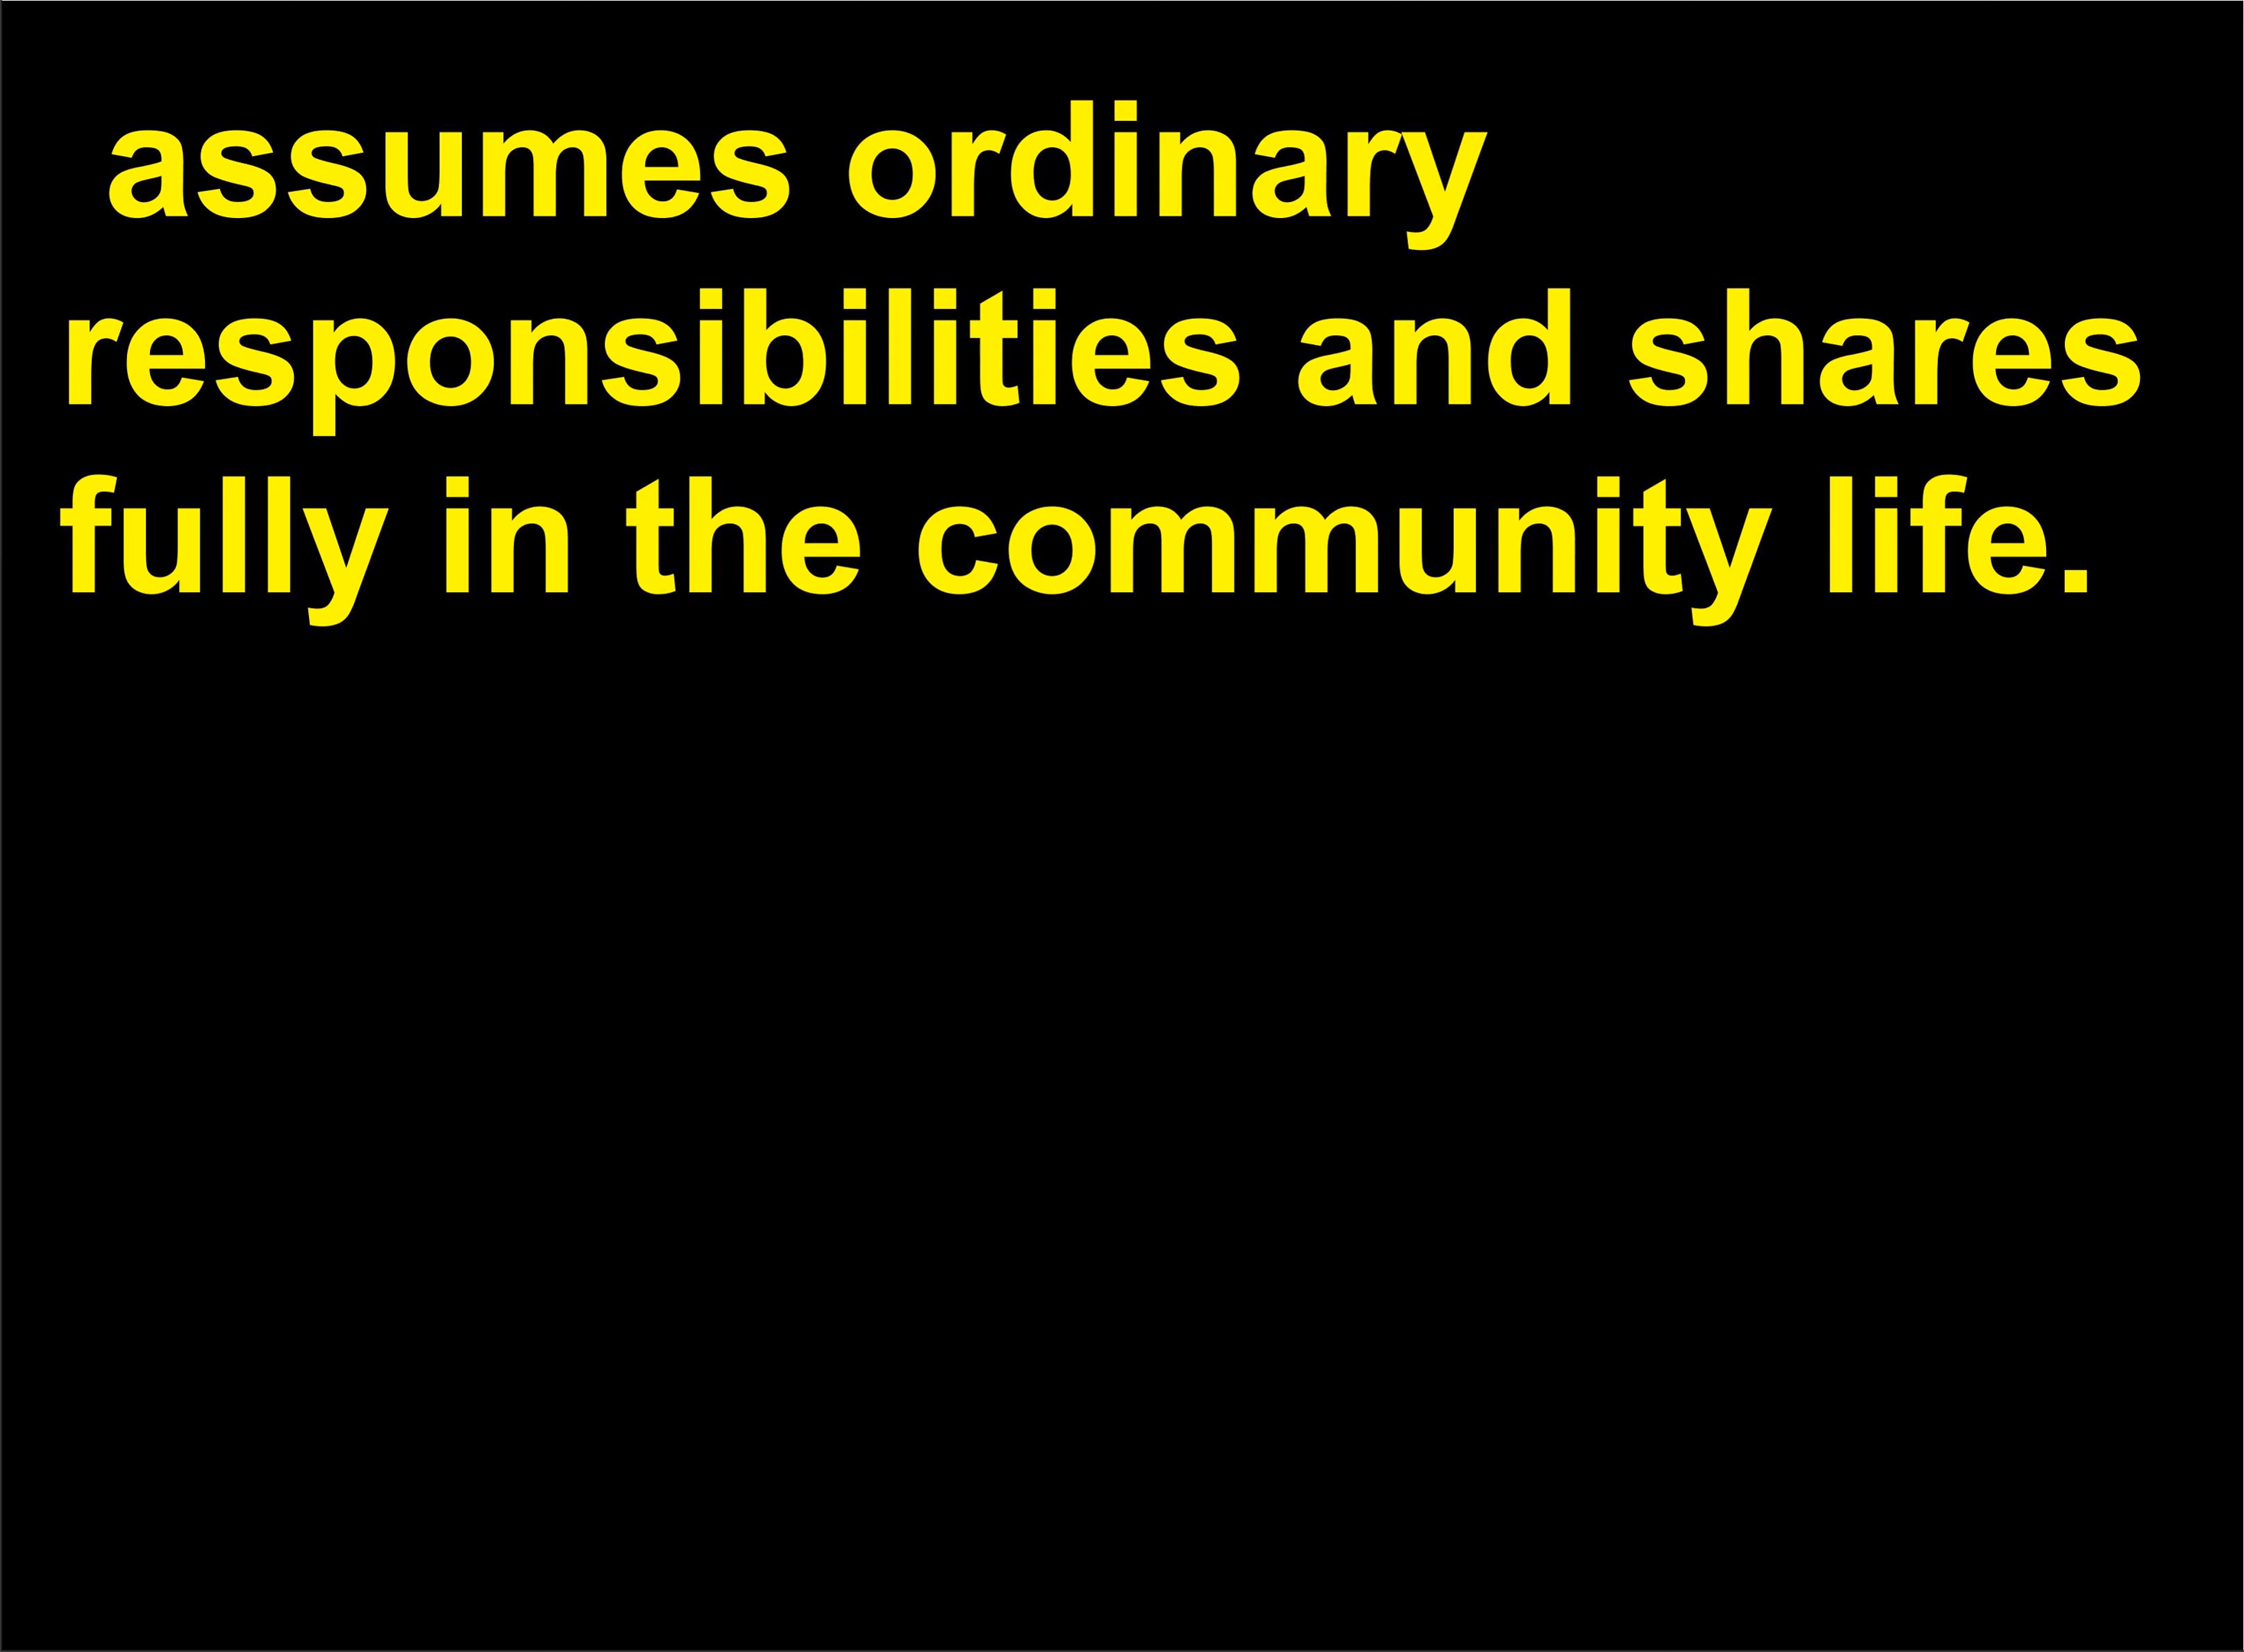 assumes ordinary
responsibilities and shares
fully in the community life.